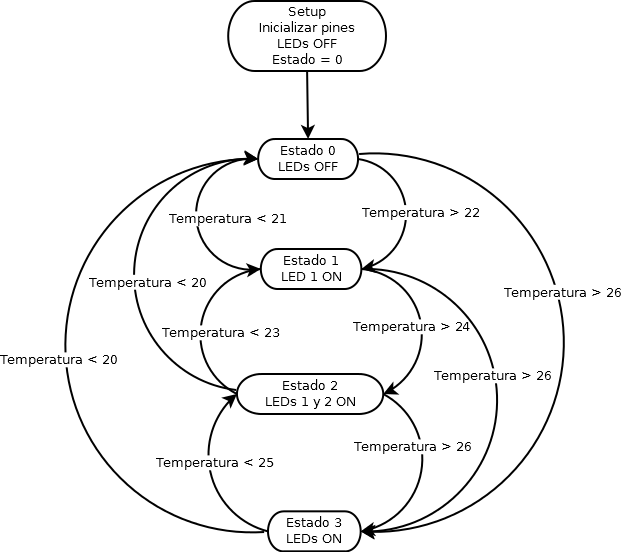 Setup
Inicializar pines
LEDs OFF
Estado = 0
Estado 0
LEDs OFF
Temperatura < 21
Temperatura > 22
Estado 1
LED 1 ON
Temperatura < 20
Temperatura > 26
Temperatura < 23
Temperatura > 24
Temperatura < 20
Temperatura > 26
Estado 2
LEDs 1 y 2 ON
Temperatura < 25
Temperatura > 26
Estado 3
LEDs ON